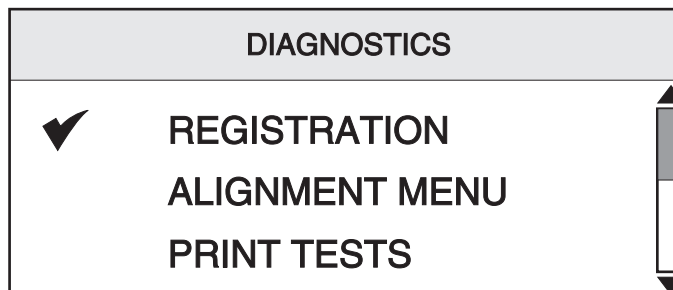 DIAGNOSTICS
REGISTRATION
ALIGNMENT MENU
PRINT TESTS